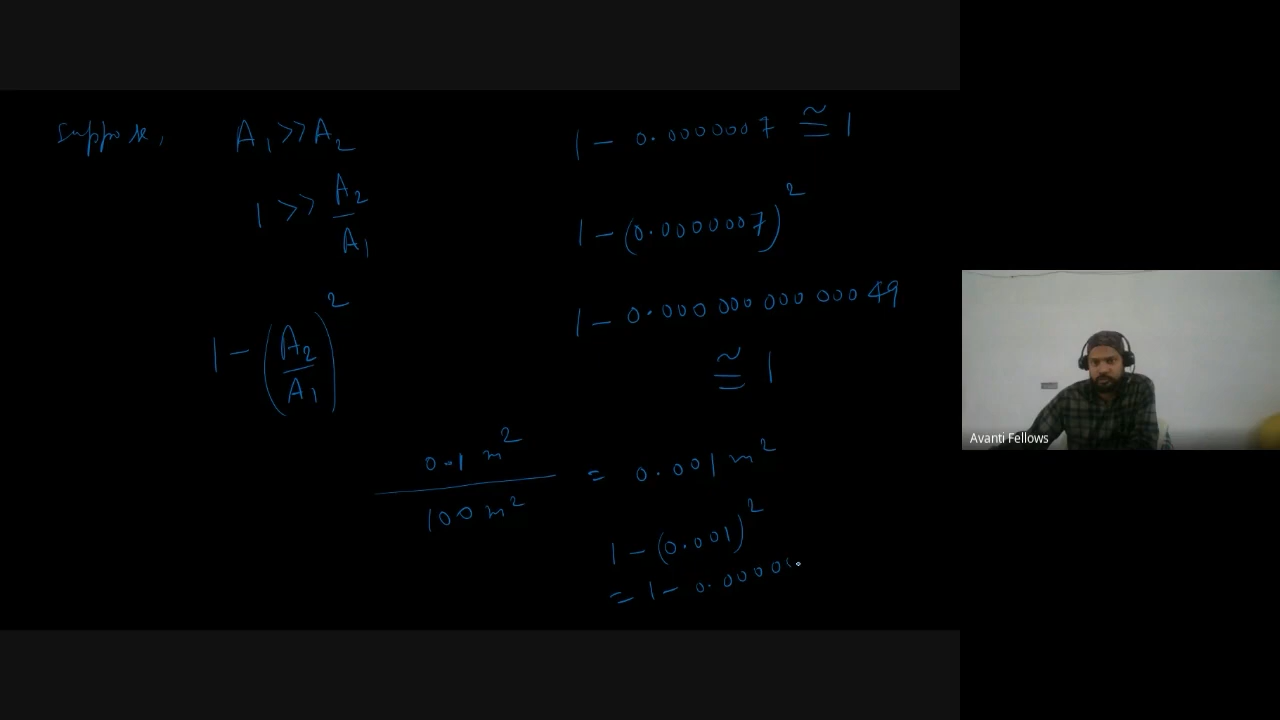 Suppose,
A₁ >> A₂
1 >> A₂/A₁
1 - (A₂/A₁)²
1 - 0.0000007 ≅ 1
1 - (0.0000007)²
1 - 0.00000000000049
≅ 1
0.1 m² / 100 m² = 0.001 m²
1 - (0.001)²
= 1 - 0.00000
Avanti Fellows